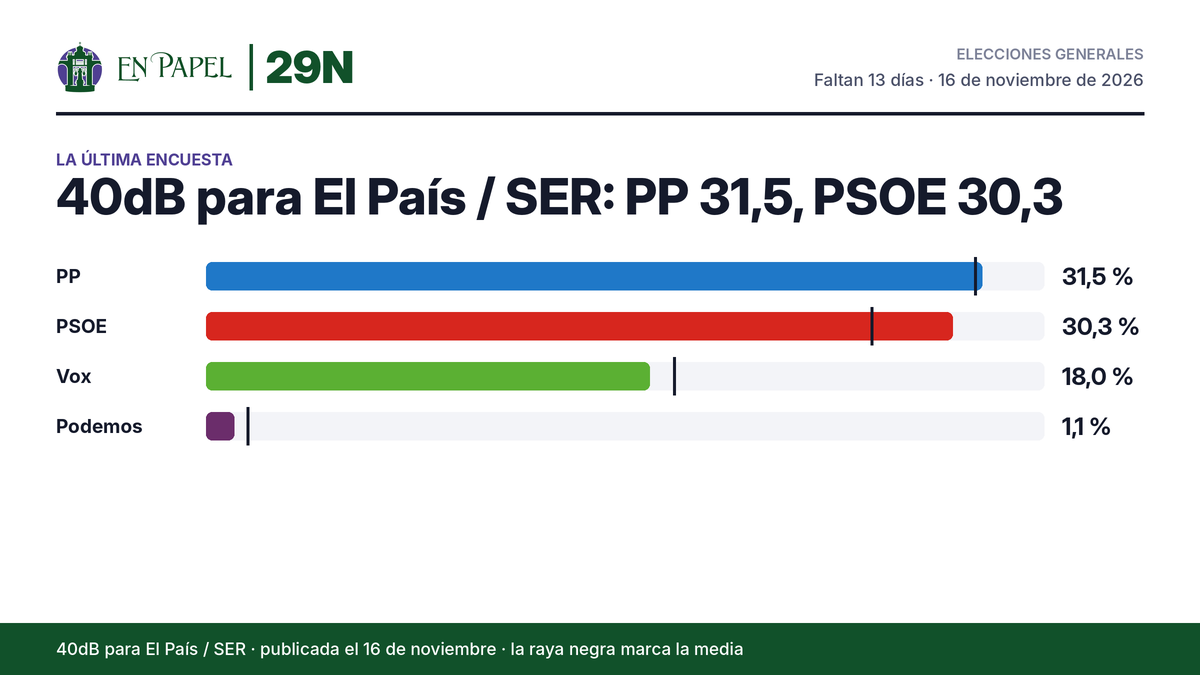 EN PAPEL | 29N
ELECCIONES GENERALES
Faltan 13 días · 16 de noviembre de 2026
LA ÚLTIMA ENCUESTA
40dB para El País / SER: PP 31,5, PSOE 30,3
PP 31,5 %
PSOE 30,3 %
Vox 18,0 %
Podemos 1,1 %
40dB para El País / SER · publicada el 16 de noviembre · la raya negra marca la media